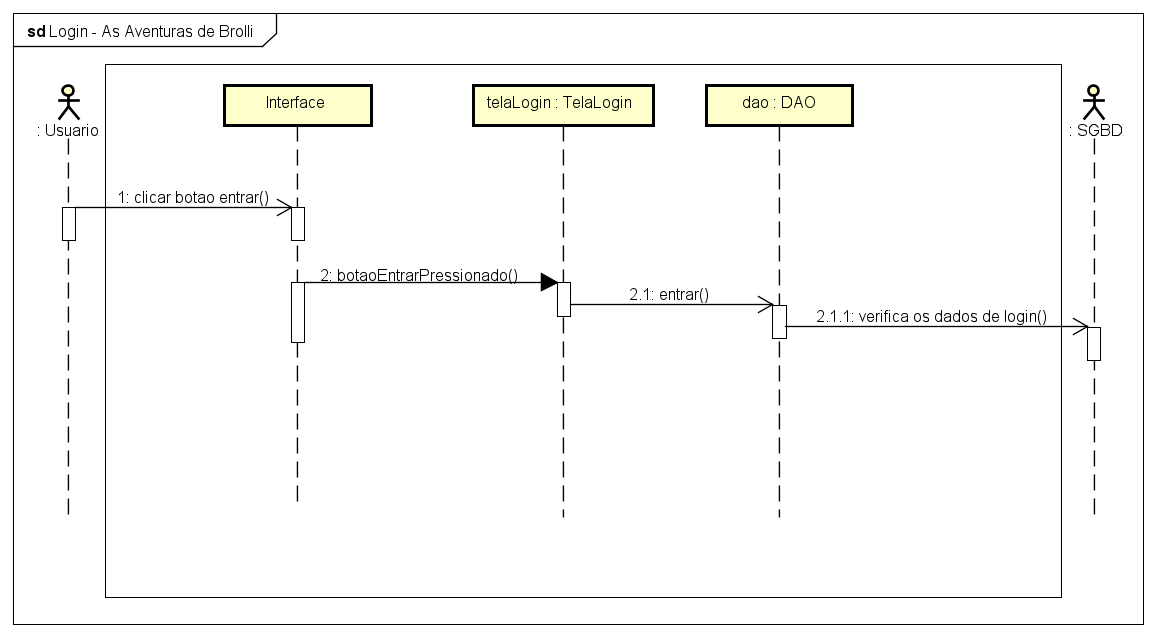 sd Login - As Aventuras de Brolli
Interface
telaLogin : TelaLogin
dao : DAO
: Usuario
: SGBD
1: clicar botao entrar()
2: botaoEntrarPressionado()
2.1: entrar()
2.1.1: verifica os dados de login()